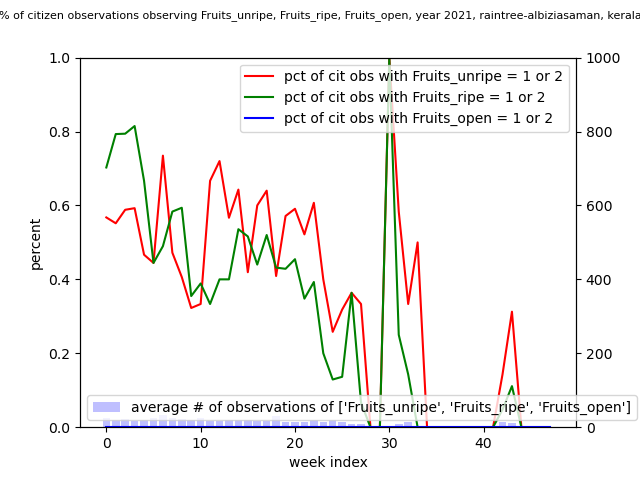 % of citizen observations observing Fruits_unripe, Fruits_ripe, Fruits_open, year 2021, raintree-albiziasaman, kerala
1.0
0.8
0.6
0.4
0.2
0.0
percent
1000
800
600
400
200
0
pct of cit obs with Fruits_unripe = 1 or 2
pct of cit obs with Fruits_ripe = 1 or 2
pct of cit obs with Fruits_open = 1 or 2
average # of observations of ['Fruits_unripe', 'Fruits_ripe', 'Fruits_open']
0 10 20 30 40
week index